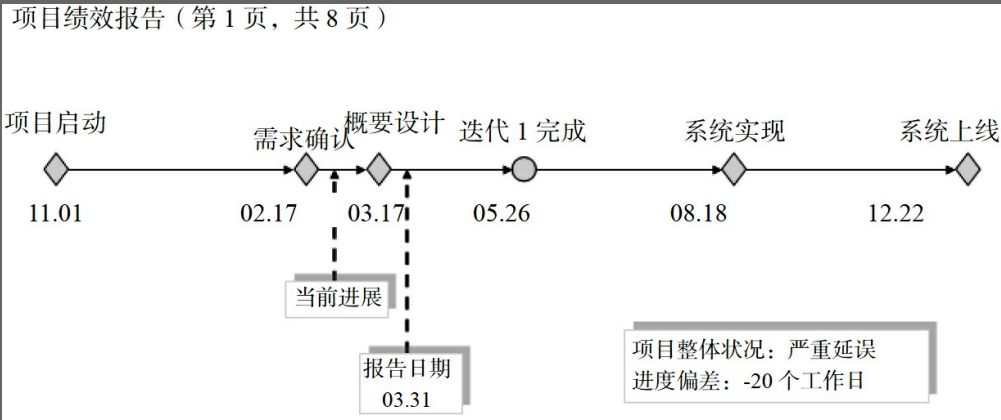 项目绩效报告（第 1 页，共 8 页）
项目启动
需求确认
概要设计
迭代 1 完成
系统实现
系统上线
11.01
02.17
03.17
05.26
08.18
12.22
当前进展
报告日期
03.31
项目整体状况：严重延误
进度偏差：-20 个工作日